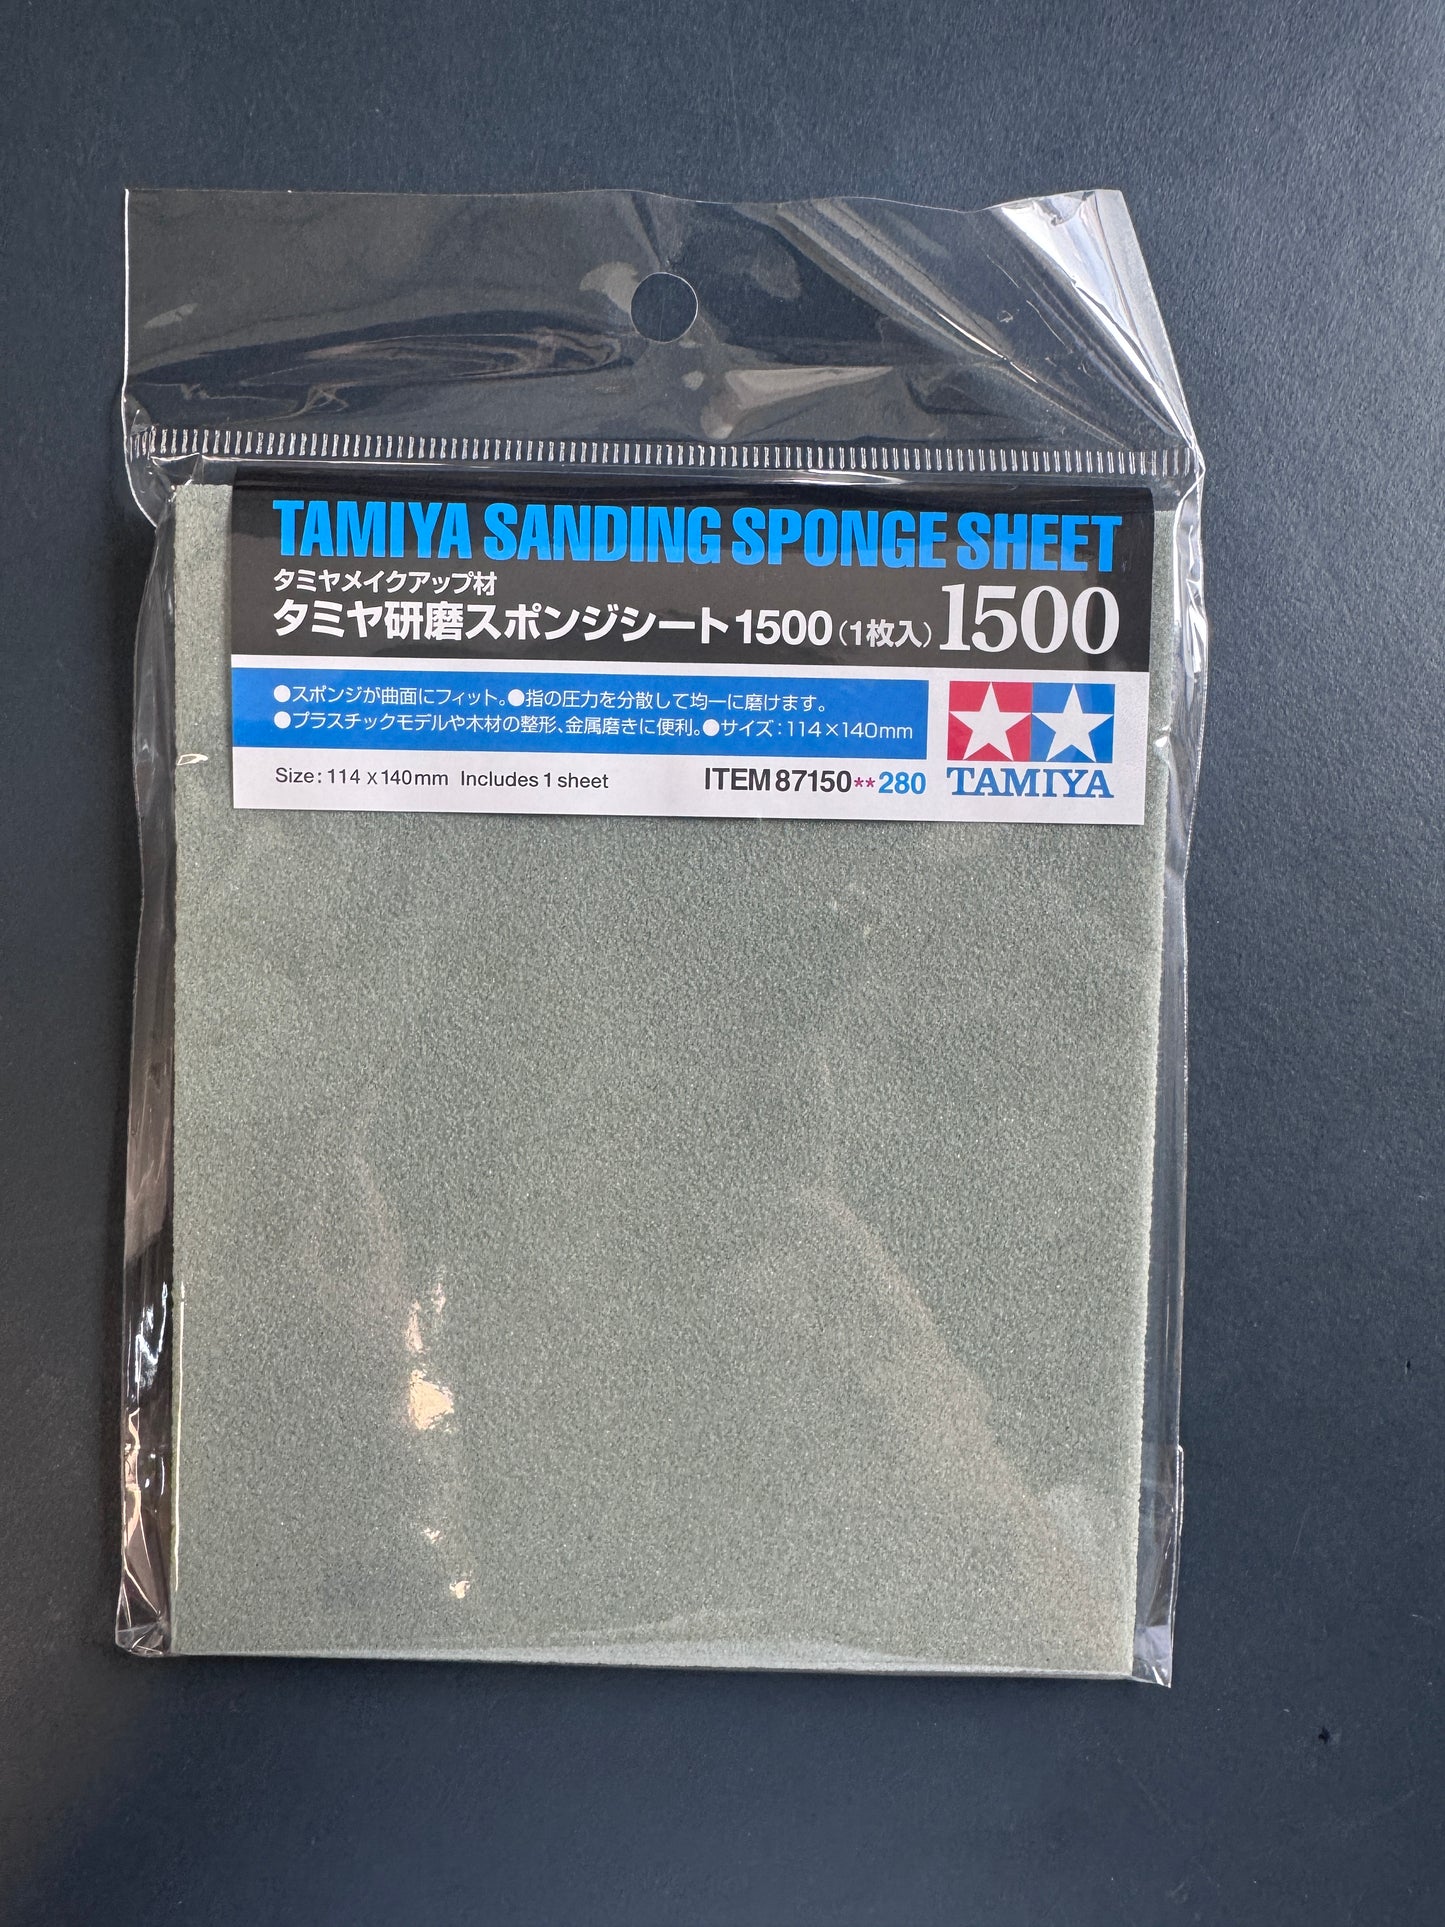 TAMIYA SANDING SPONGE SHEET
タミヤメイクアップ材
タミヤ研磨スポンジシート1500(1枚入) 1500
●スポンジが曲面にフィット。●指の圧力を分散して均一に磨けます。
●プラスチックモデルや木材の整形、金属磨きに便利。●サイズ:114×140mm
Size: 114 x 140mm Includes 1 sheet
ITEM 87150**280
TAMIYA